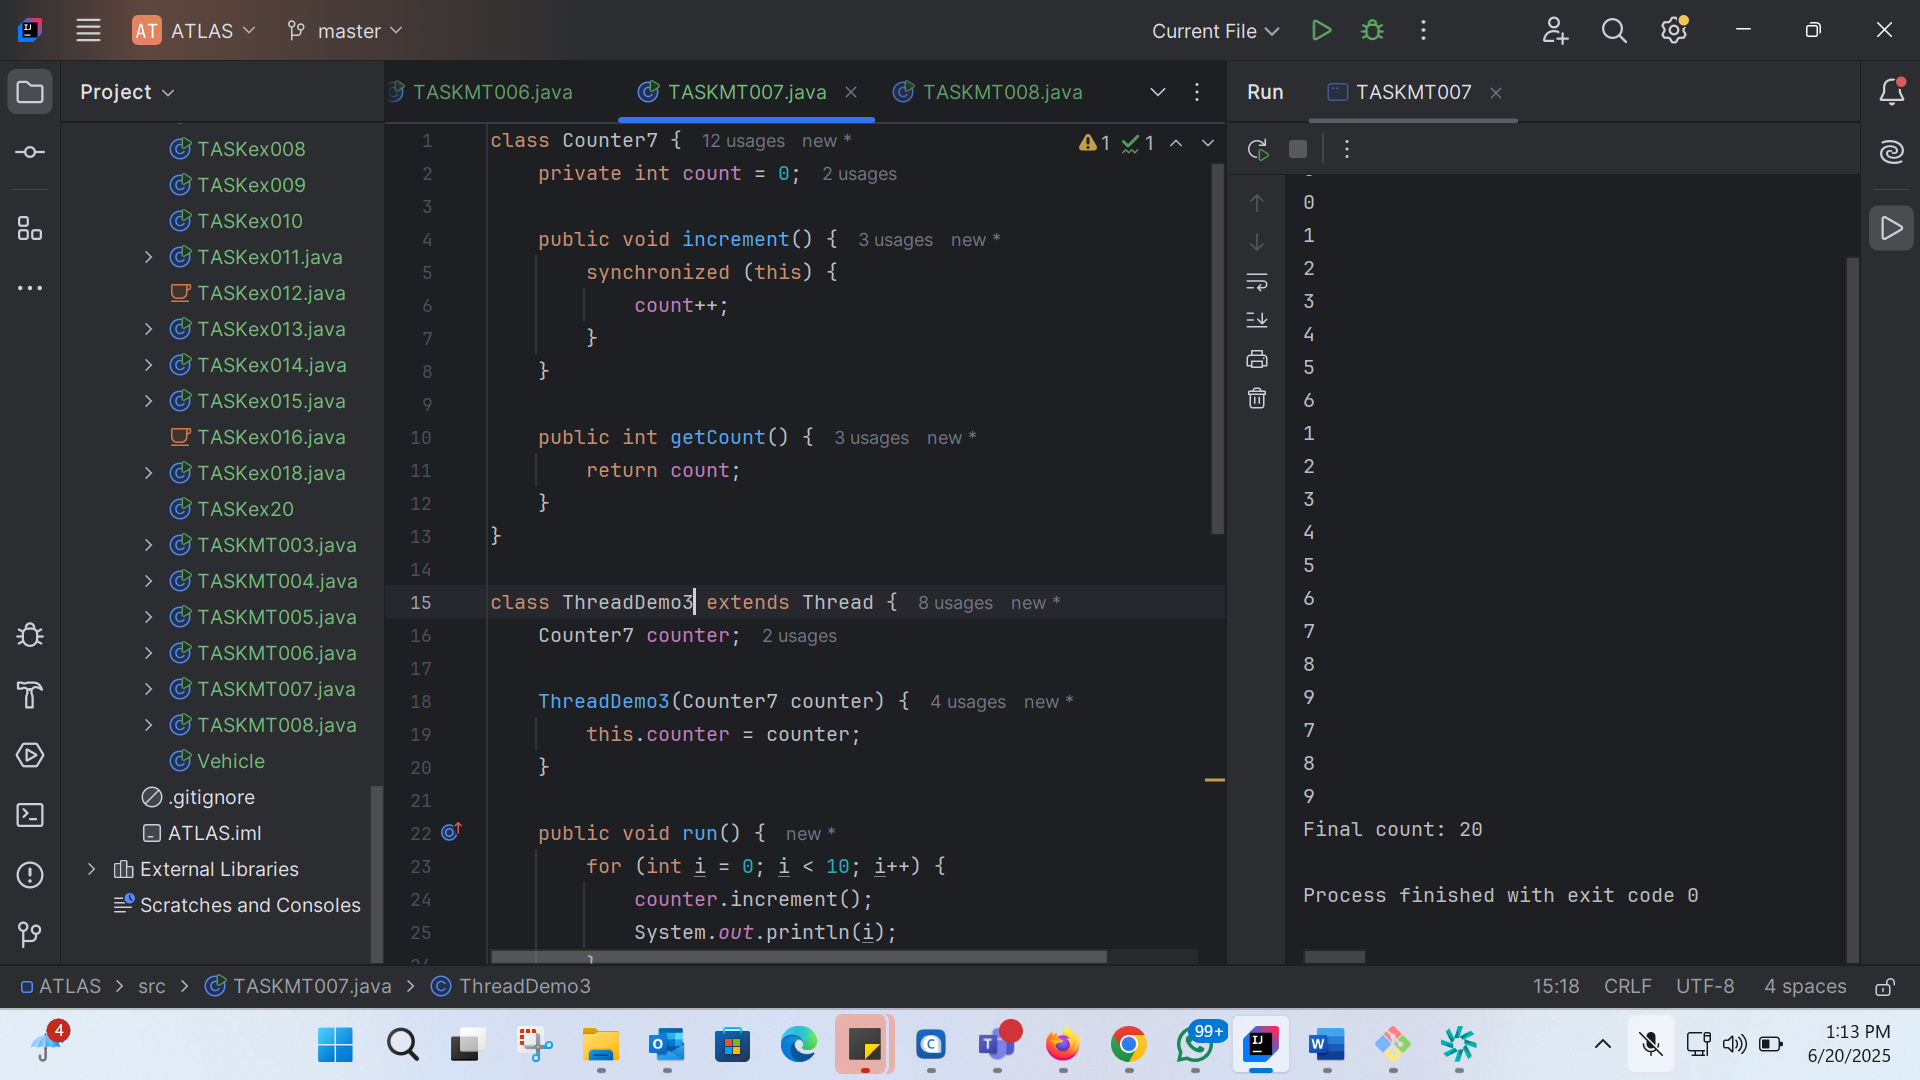 AT ATLAS master Current File
Project
TASKex008
TASKex009
TASKex010
TASKex011.java
TASKex012.java
TASKex013.java
TASKex014.java
TASKex015.java
TASKex016.java
TASKex018.java
TASKex20
TASKMT003.java
TASKMT004.java
TASKMT005.java
TASKMT006.java
TASKMT007.java
TASKMT008.java
Vehicle
.gitignore
ATLAS.iml
External Libraries
Scratches and Consoles
TASKMT006.java TASKMT007.java TASKMT008.java
1 class Counter7 { 12 usages new *
1 1
2 private int count = 0; 2 usages
3
4 public void increment() { 3 usages new *
5 synchronized (this) {
6 count++;
7 }
8 }
9
10 public int getCount() { 3 usages new *
11 return count;
12 }
13 }
14
15 class ThreadDemo3 extends Thread { 8 usages new *
16 Counter7 counter; 2 usages
17
18 ThreadDemo3(Counter7 counter) { 4 usages new *
19 this.counter = counter;
20 }
21
22 public void run() { new *
23 for (int i = 0; i < 10; i++) {
24 counter.increment();
25 System.out.println(i);
Run TASKMT007
0
1
2
3
4
5
6
1
2
3
4
5
6
7
8
9
7
8
9
Final count: 20
Process finished with exit code 0
ATLAS > src > TASKMT007.java > ThreadDemo3
15:18 CRLF UTF-8 4 spaces
4
99+
1:13 PM
6/20/2025